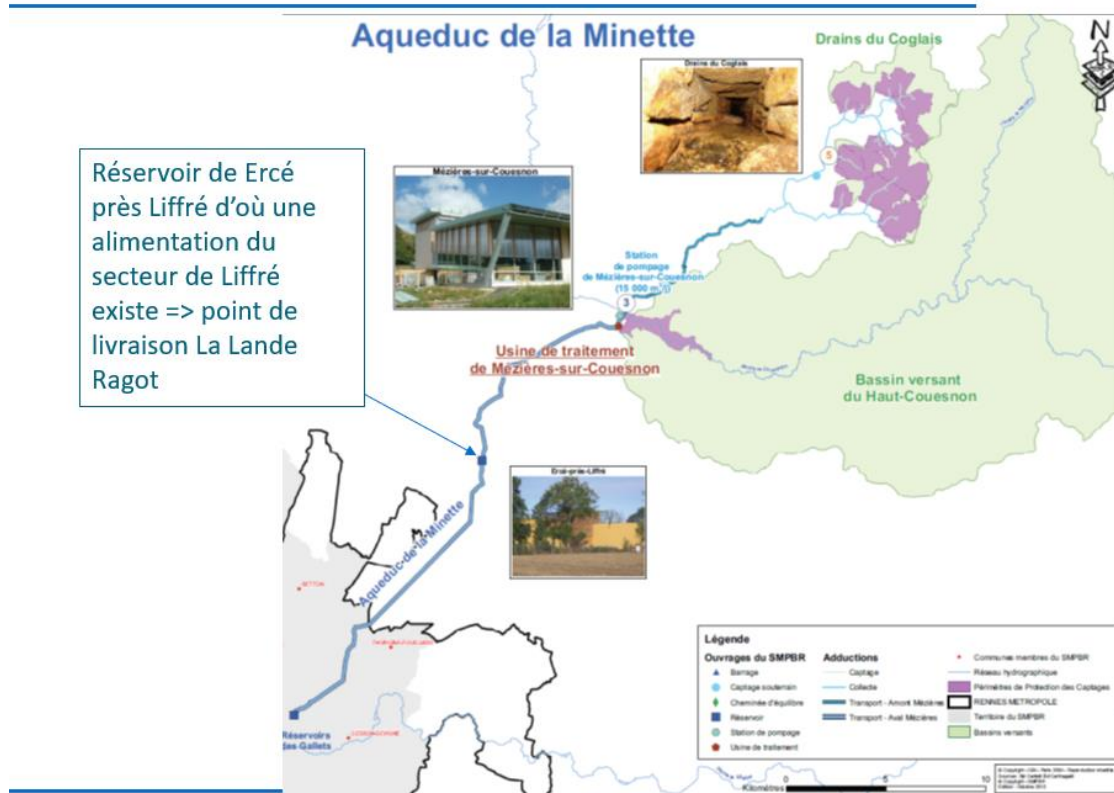 Aqueduc de la Minette
Drains du Coglais
N
Drains du Coglais
Réservoir de Ercé
près Liffré d'où une
alimentation du
secteur de Liffré
existe => point de
livraison La Lande
Ragot
Mézières-sur-Couesnon
5
Station
de pompage
de Mézières-sur-Couesnon
(15 000 m³/j)
3
Usine de traitement
de Mézières-sur-Couesnon
Bassin versant
du Haut-Couesnon
Ercé-près-Liffré
Aqueduc-de-la-Minette
BETTON
Réservoirs
des Gallets
Légende
Ouvrages du SMPBR
Barrage
Captage souterrain
Cheminée d'équilibre
Réservoir
Station de pompage
Usine de traitement
Adductions
Captage
Collecte
Transport - Amont Mézières
Transport - Aval Mézières
Communes membres du SMPBR
Réseau hydrographique
Périmètres de Protection des Captages
RENNES METROPOLE
Territoire du SMPBR
Bassins versants
0 5 10
Kilomètres